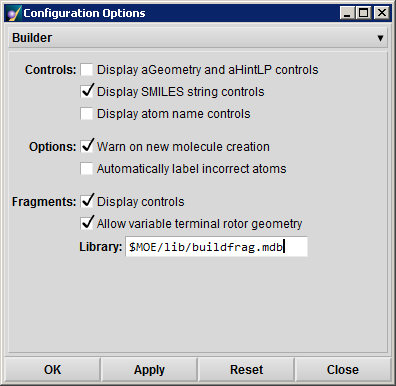 Configuration Options
Builder
Controls: Display aGeometry and aHintLP controls
Display SMILES string controls
Display atom name controls
Options: Warn on new molecule creation
Automatically label incorrect atoms
Fragments: Display controls
Allow variable terminal rotor geometry
Library: $MOE/lib/buildfrag.mdb
OK Apply Reset Close